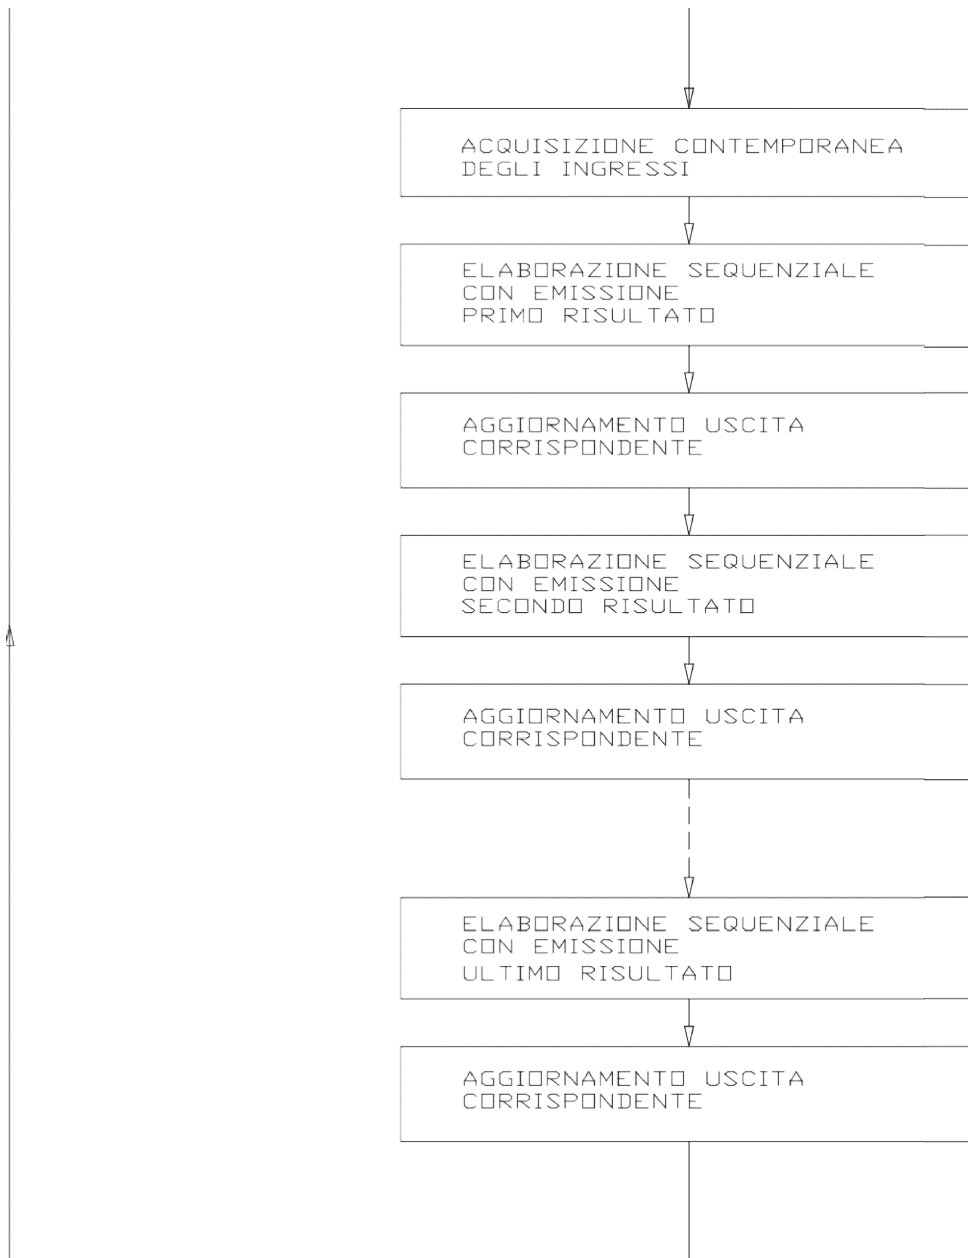 ACQUISIZIONE CONTEMPORANEA
DEGLI INGRESSI
ELABORAZIONE SEQUENZIALE
CON EMISSIONE
PRIMO RISULTATO
AGGIORNAMENTO USCITA
CORRISPONDENTE
ELABORAZIONE SEQUENZIALE
CON EMISSIONE
SECONDO RISULTATO
AGGIORNAMENTO USCITA
CORRISPONDENTE
ELABORAZIONE SEQUENZIALE
CON EMISSIONE
ULTIMO RISULTATO
AGGIORNAMENTO USCITA
CORRISPONDENTE